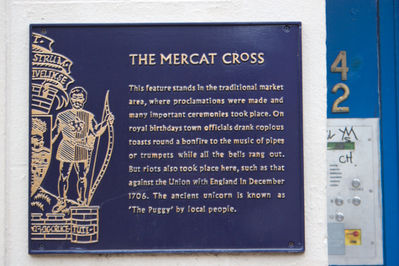 THE MERCAT CROSS
This feature stands in the traditional market
area, where proclamations were made and
many important ceremonies took place. On
royal birthdays town officials drank copious
toasts round a bonfire to the music of pipes
or trumpets while all the bells rang out.
But riots also took place here, such as that
against the Union with England in December
1706. The ancient unicorn is known as
'The Puggy' by local people.
4
2
CH